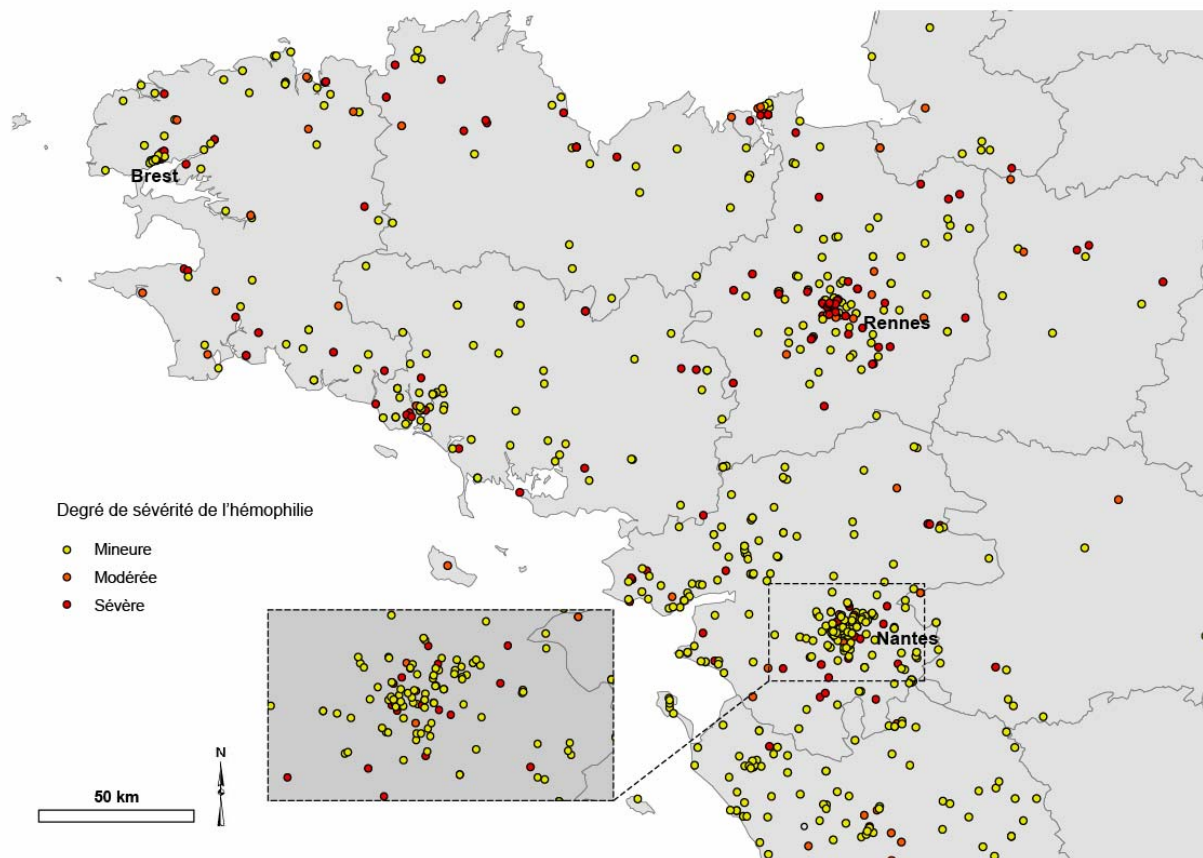 Brest
Rennes
Degré de sévérité de l'hémophilie
Mineure
Modérée
Sévère
Nantes
N
50 km